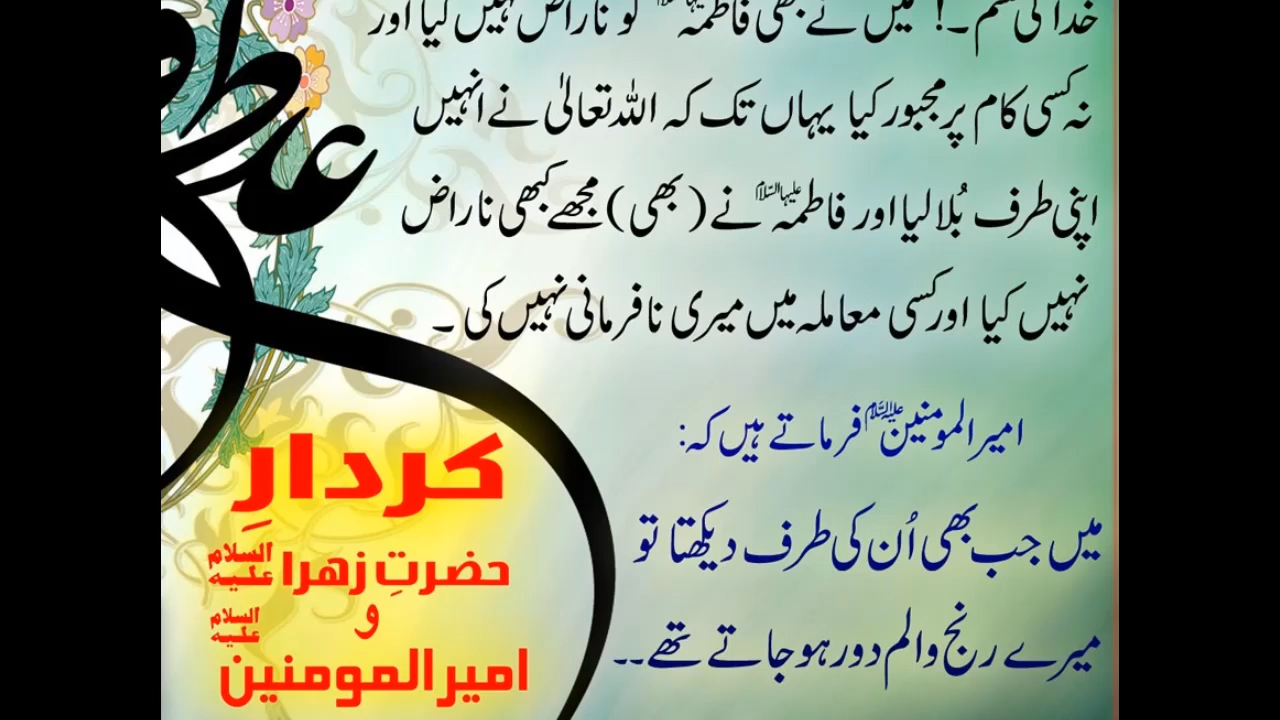 خدا کی قسم ۔! میں نے بھی فاطمہ علیہا السلام کو ناراض نہیں کیا اور
نہ کسی کام پر مجبور کیا یہاں تک کہ اللہ تعالیٰ نے انہیں
اپنی طرف بُلا لیا اور فاطمہ علیہا السلام نے (بھی) مجھے کبھی ناراض
نہیں کیا اور کسی معاملہ میں میری نافرمانی نہیں کی ۔
امیر المومنین علیہ السلام فرماتے ہیں کہ:
میں جب بھی اُن کی طرف دیکھتا تو
میرے رنج والم دور ہو جاتے تھے۔۔
کردارِ
حضرتِ زھرا علیہ السلام
و
علیہ السلام
امیر المومنین